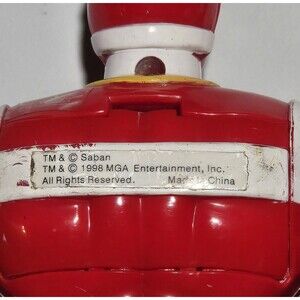 TM & © Saban
TM & © 1998 MGA Entertainment, Inc.
All Rights Reserved. Made in China